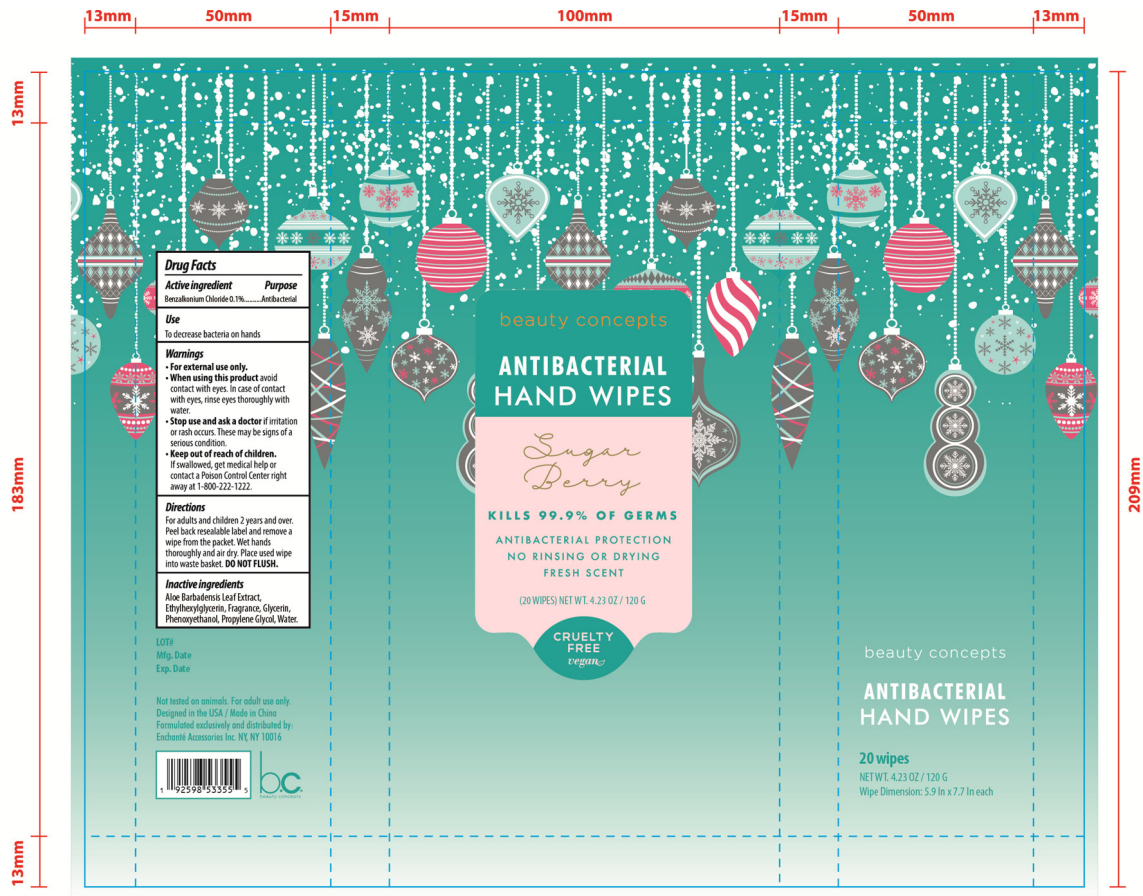 13mm 50mm 15mm 100mm 15mm 50mm 13mm
13mm
183mm
13mm
209mm
Drug Facts
Active ingredient Purpose
Benzalkonium Chloride 0.1%.........Antibacterial
Use
To decrease bacteria on hands
Warnings
• For external use only.
• When using this product avoid
contact with eyes. In case of contact
with eyes, rinse eyes thoroughly with
water.
• Stop use and ask a doctor if irritation
or rash occurs. These may be signs of a
serious condition.
• Keep out of reach of children.
If swallowed, get medical help or
contact a Poison Control Center right
away at 1-800-222-1222.
Directions
For adults and children 2 years and over.
Peel back resealable label and remove a
wipe from the packet. Wet hands
thoroughly and air dry. Place used wipe
into waste basket. DO NOT FLUSH.
Inactive ingredients
Aloe Barbadensis Leaf Extract,
Ethylhexylglycerin, Fragrance, Glycerin,
Phenoxyethanol, Propylene Glycol, Water.
LOT#
Mfg. Date
Exp. Date
Not tested on animals. For adult use only.
Designed in the USA / Made in China
Formulated exclusively and distributed by:
Enchanté Accessories Inc. NY, NY 10016
1 92598 53355 5
b.c.
beauty concepts
beauty concepts
ANTIBACTERIAL
HAND WIPES
Sugar
Berry
KILLS 99.9% OF GERMS
ANTIBACTERIAL PROTECTION
NO RINSING OR DRYING
FRESH SCENT
(20 WIPES) NET WT. 4.23 OZ / 120 G
CRUELTY
FREE
vegan
beauty concepts
ANTIBACTERIAL
HAND WIPES
20 wipes
NET WT. 4.23 OZ / 120 G
Wipe Dimension: 5.9 In x 7.7 In each